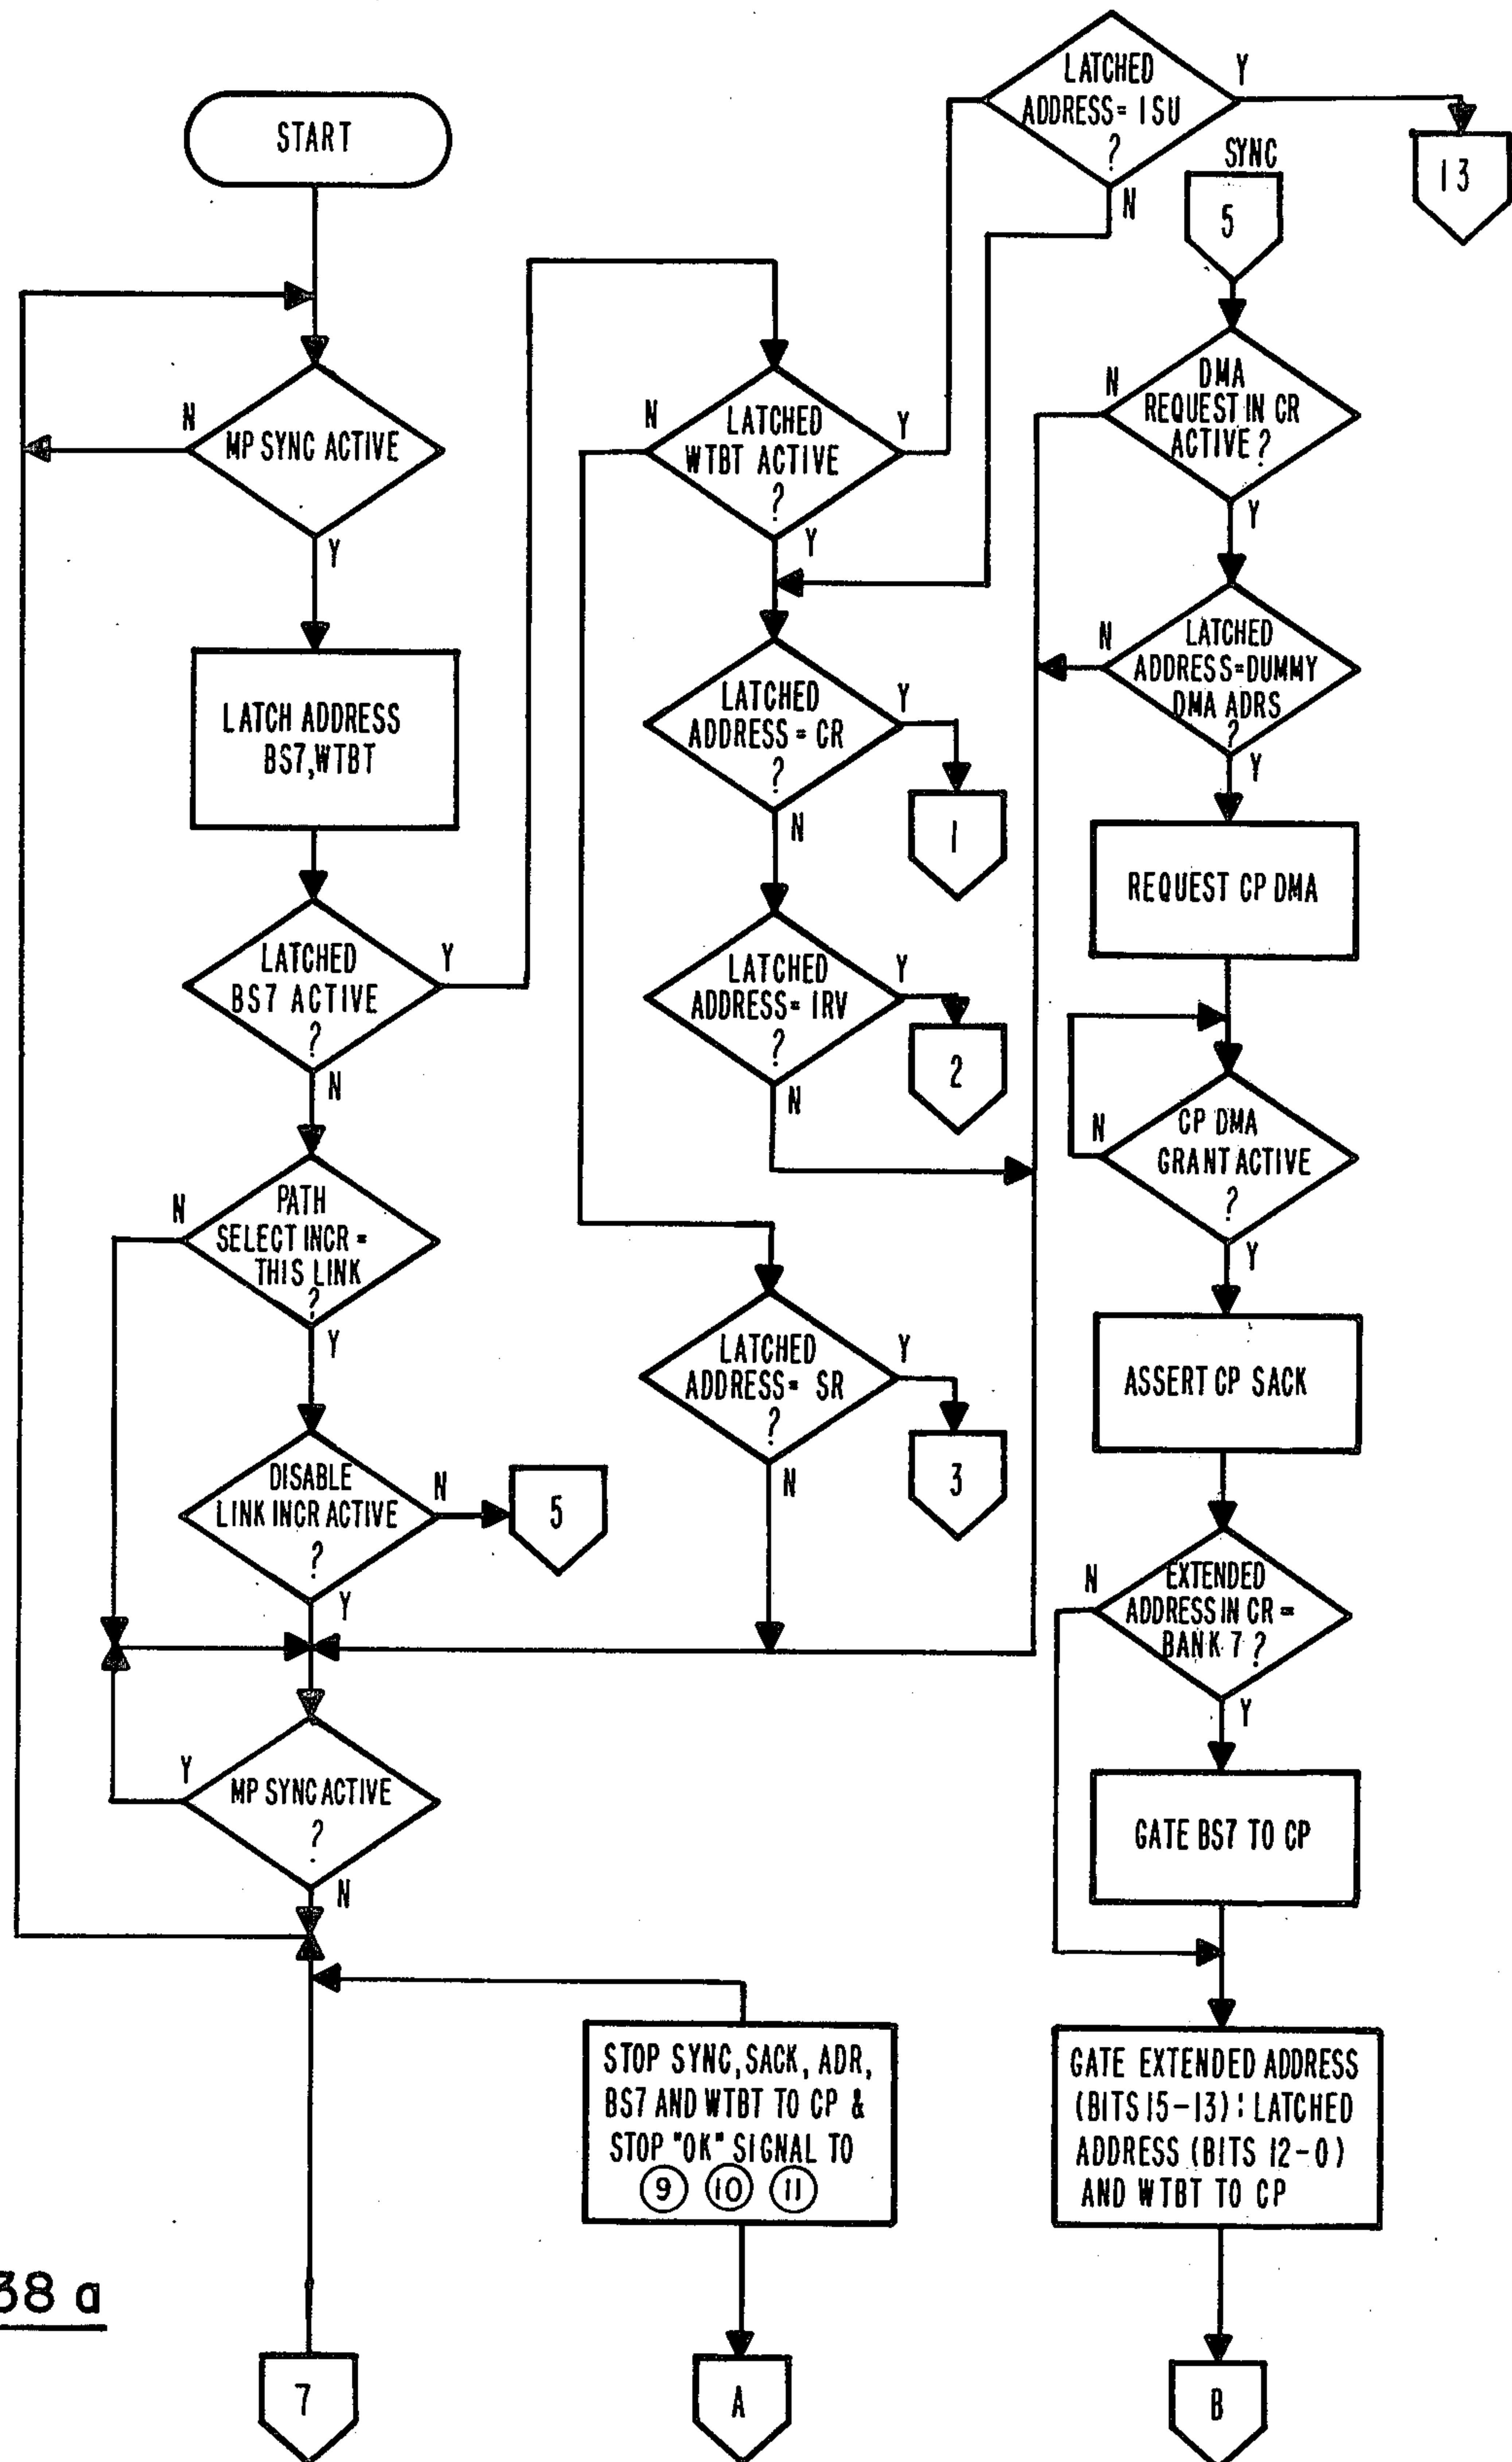 START
MP SYNC ACTIVE
N
Y
LATCH ADDRESS
BS7,WTBT
LATCHED
BS7 ACTIVE
?
Y
N
PATH
SELECT INCR =
THIS LINK
?
N
Y
DISABLE
LINK INCR ACTIVE
?
N
5
Y
MP SYNC ACTIVE
?
Y
N
7
38 a
LATCHED
WTBT ACTIVE
?
N
Y
Y
LATCHED
ADDRESS = CR
?
Y
1
N
LATCHED
ADDRESS= IRV
?
Y
2
N
LATCHED
ADDRESS= SR
?
Y
3
N
STOP SYNC, SACK, ADR,
BS7 AND WTBT TO CP &
STOP "OK" SIGNAL TO
9 10 11
A
LATCHED
ADDRESS= ISU
?
Y
13
N
SYNC
5
DMA
REQUEST IN CR
ACTIVE ?
N
Y
LATCHED
ADDRESS=DUMMY
DMA ADRS
?
N
Y
REQUEST CP DMA
CP DMA
GRANT ACTIVE
?
N
Y
ASSERT CP SACK
EXTENDED
ADDRESS IN CR =
BANK 7 ?
N
Y
GATE BS7 TO CP
GATE EXTENDED ADDRESS
(BITS 15-13): LATCHED
ADDRESS (BITS 12-0)
AND WTBT TO CP
B